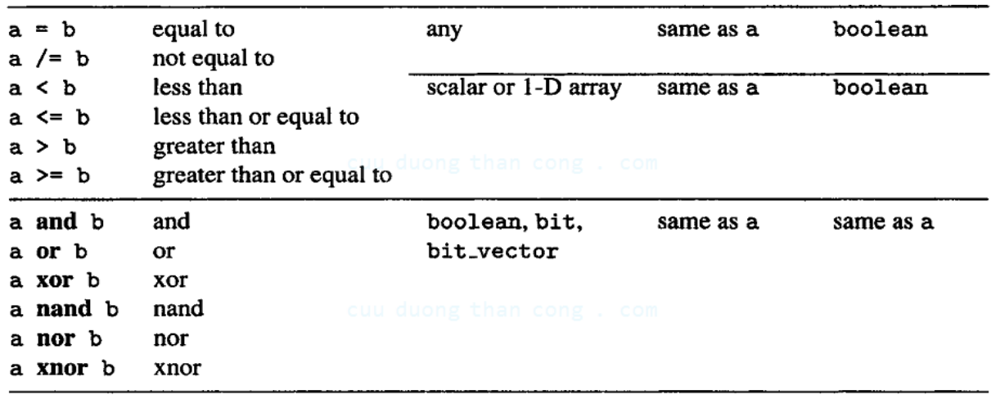 a = b equal to any same as a boolean
a /= b not equal to
a < b less than scalar or 1-D array same as a boolean
a <= b less than or equal to
a > b greater than
cuu duong than cong . com
a >= b greater than or equal to
a and b and boolean, bit, same as a same as a
a or b or bit_vector
a xor b xor
a nand b nand cuu duong than cong . com
a nor b nor
a xnor b xnor